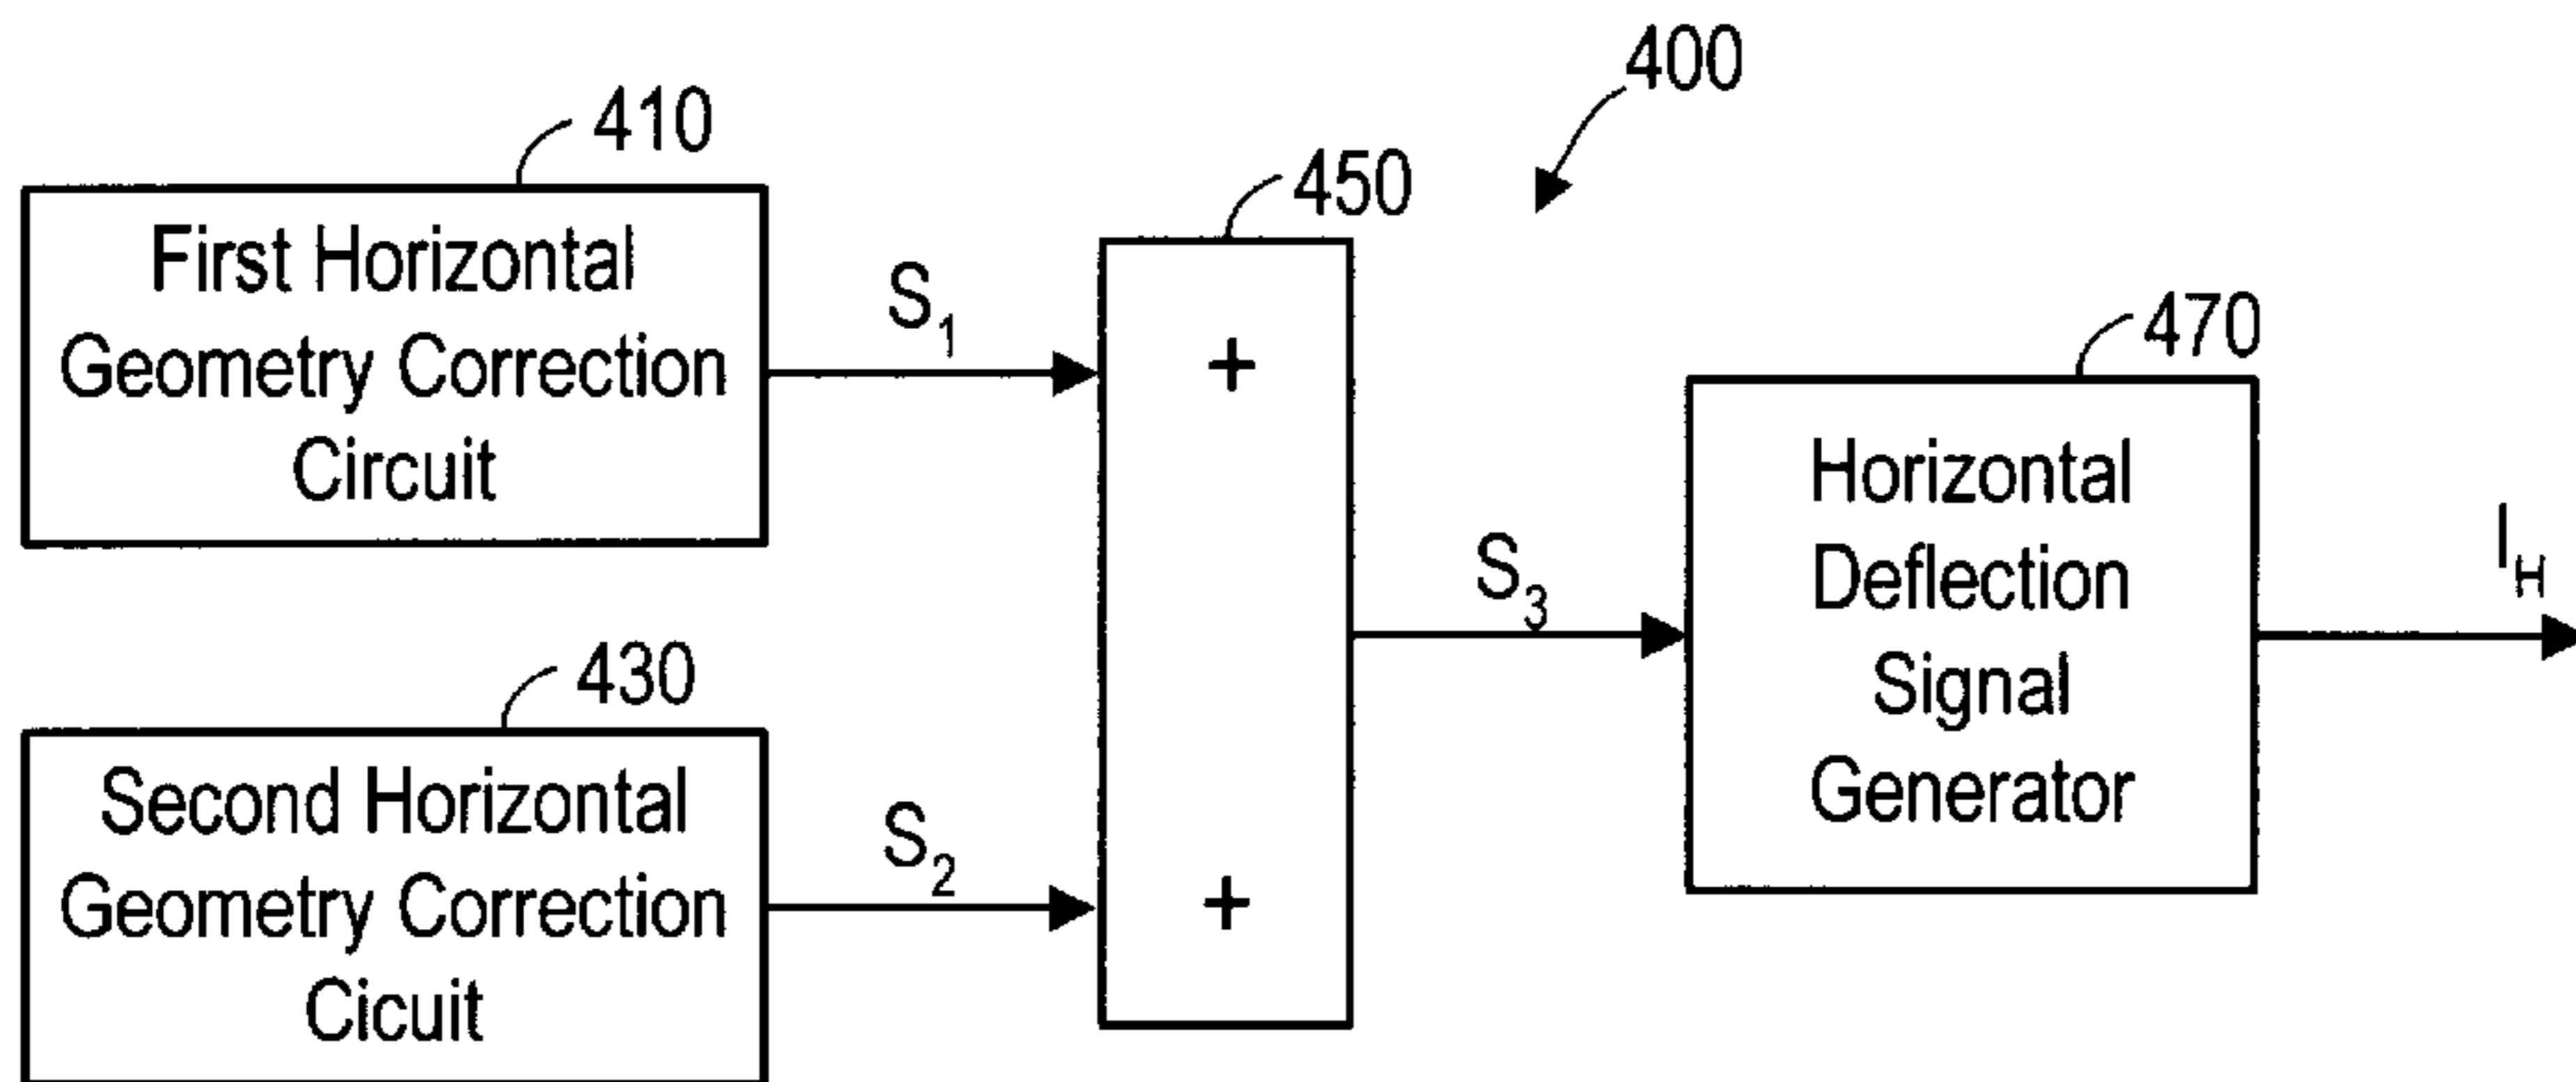 400
410
First Horizontal
Geometry Correction
Circuit
S1
450
+
470
Horizontal
Deflection
Signal
Generator
S3
IH
430
Second Horizontal
Geometry Correction
Cicuit
S2
+